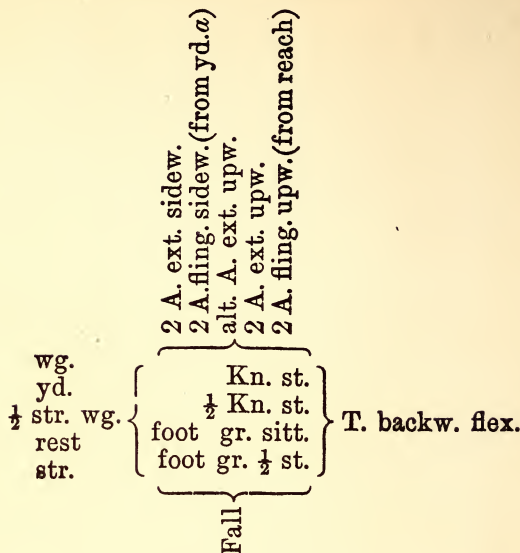 2 A. ext. sidew.
2 A. fling. sidew. (from yd.a)
alt. A. ext. upw.
2 A. ext. upw.
2 A. fling. upw. (from reach)
wg.
yd.
½ str. wg.
rest
str.
Kn. st.
½ Kn. st.
foot gr. sitt.
foot gr. ½ st.
T. backw. flex.
Fall